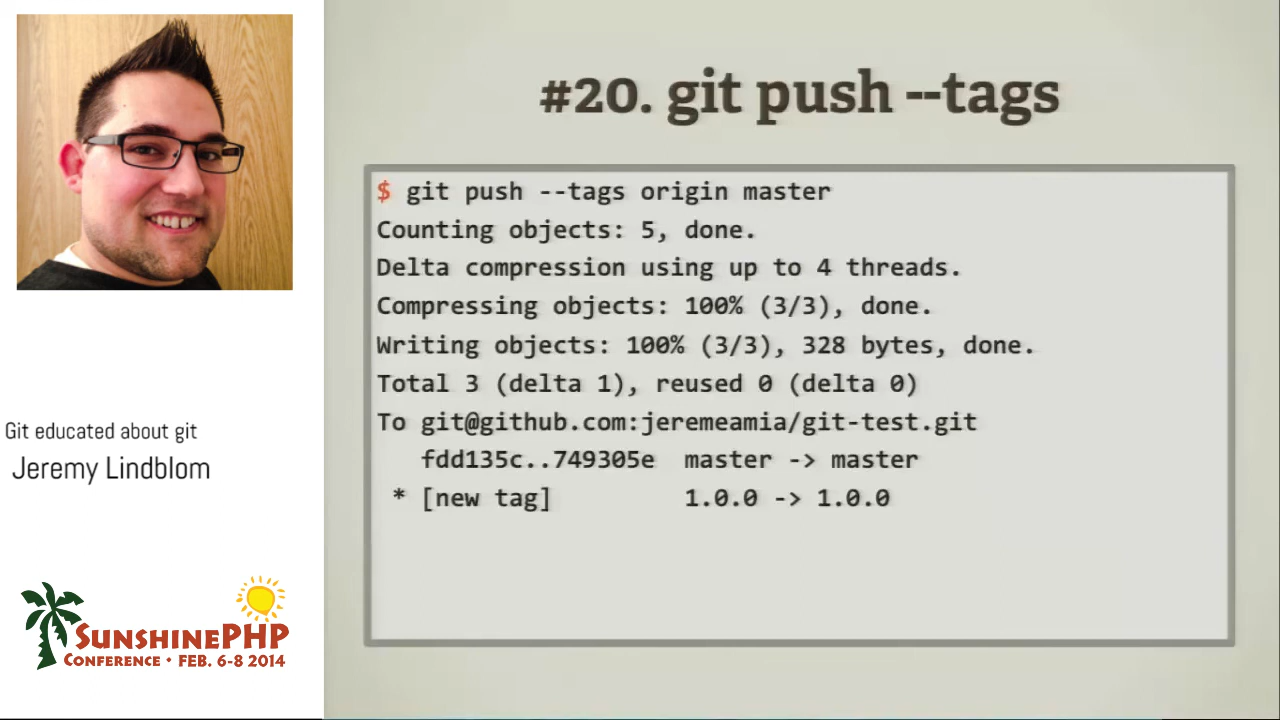 #20. git push --tags
$ git push --tags origin master
Counting objects: 5, done.
Delta compression using up to 4 threads.
Compressing objects: 100% (3/3), done.
Writing objects: 100% (3/3), 328 bytes, done.
Total 3 (delta 1), reused 0 (delta 0)
To git@github.com:jeremeamia/git-test.git
fdd135c..749305e master -> master
* [new tag] 1.0.0 -> 1.0.0
Git educated about git
Jeremy Lindblom
SUNSHINEPHP
CONFERENCE • FEB. 6-8 2014